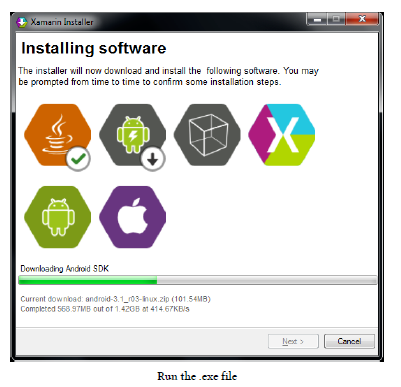 Xamarin Installer
Installing software
The installer will now download and install the following software. You may
be prompted from time to time to confirm some installation steps.
Downloading Android SDK
Current download: android-3.1_r03-linux.zip (101.54MB)
Completed 568.97MB out of 1.42GB at 414.67KB/s
Next >
Cancel
Run the .exe file